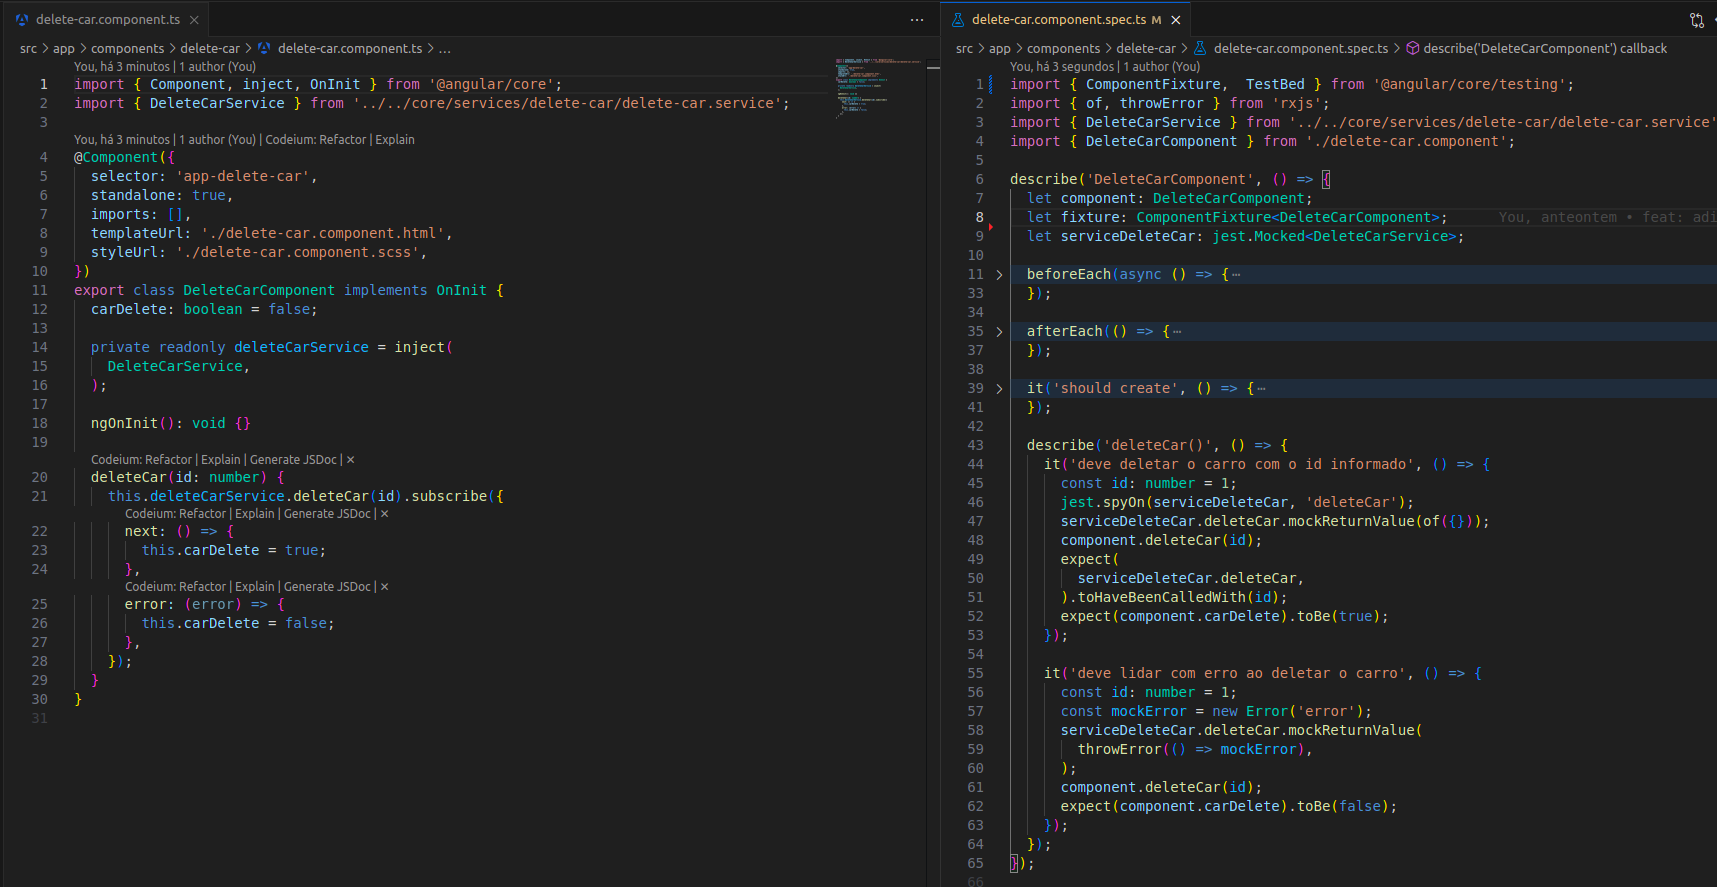 delete-car.component.ts
src > app > components > delete-car > delete-car.component.ts > ...
You, há 3 minutos | 1 author (You)
1 import { Component, inject, OnInit } from '@angular/core';
2 import { DeleteCarService } from '../../core/services/delete-car/delete-car.service';
3
You, há 3 minutos | 1 author (You) | Codeium: Refactor | Explain
4 @Component({
5 selector: 'app-delete-car',
6 standalone: true,
7 imports: [],
8 templateUrl: './delete-car.component.html',
9 styleUrl: './delete-car.component.scss',
10 })
11 export class DeleteCarComponent implements OnInit {
12 carDelete: boolean = false;
13
14 private readonly deleteCarService = inject(
15 DeleteCarService,
16 );
17
18 ngOnInit(): void {}
19
Codeium: Refactor | Explain | Generate JSDoc | ×
20 deleteCar(id: number) {
21 this.deleteCarService.deleteCar(id).subscribe({
Codeium: Refactor | Explain | Generate JSDoc | ×
22 next: () => {
23 this.carDelete = true;
24 },
Codeium: Refactor | Explain | Generate JSDoc | ×
25 error: (error) => {
26 this.carDelete = false;
27 },
28 });
29 }
30 }
31
delete-car.component.spec.ts M
src > app > components > delete-car > delete-car.component.spec.ts > describe('DeleteCarComponent') callback
You, há 3 segundos | 1 author (You)
1 import { ComponentFixture,  TestBed } from '@angular/core/testing';
2 import { of, throwError } from 'rxjs';
3 import { DeleteCarService } from '../../core/services/delete-car/delete-car.service'
4 import { DeleteCarComponent } from './delete-car.component';
5
6 describe('DeleteCarComponent', () => {
7 let component: DeleteCarComponent;
8 let fixture: ComponentFixture<DeleteCarComponent>; You, anteontem • feat: adi
9 let serviceDeleteCar: jest.Mocked<DeleteCarService>;
10
11 beforeEach(async () => {⋯
33 });
34
35 afterEach(() => {⋯
37 });
38
39 it('should create', () => {⋯
41 });
42
43 describe('deleteCar()', () => {
44 it('deve deletar o carro com o id informado', () => {
45 const id: number = 1;
46 jest.spyOn(serviceDeleteCar, 'deleteCar');
47 serviceDeleteCar.deleteCar.mockReturnValue(of({}));
48 component.deleteCar(id);
49 expect(
50 serviceDeleteCar.deleteCar,
51 ).toHaveBeenCalledWith(id);
52 expect(component.carDelete).toBe(true);
53 });
54
55 it('deve lidar com erro ao deletar o carro', () => {
56 const id: number = 1;
57 const mockError = new Error('error');
58 serviceDeleteCar.deleteCar.mockReturnValue(
59 throwError(() => mockError),
60 );
61 component.deleteCar(id);
62 expect(component.carDelete).toBe(false);
63 });
64 });
65 });
66